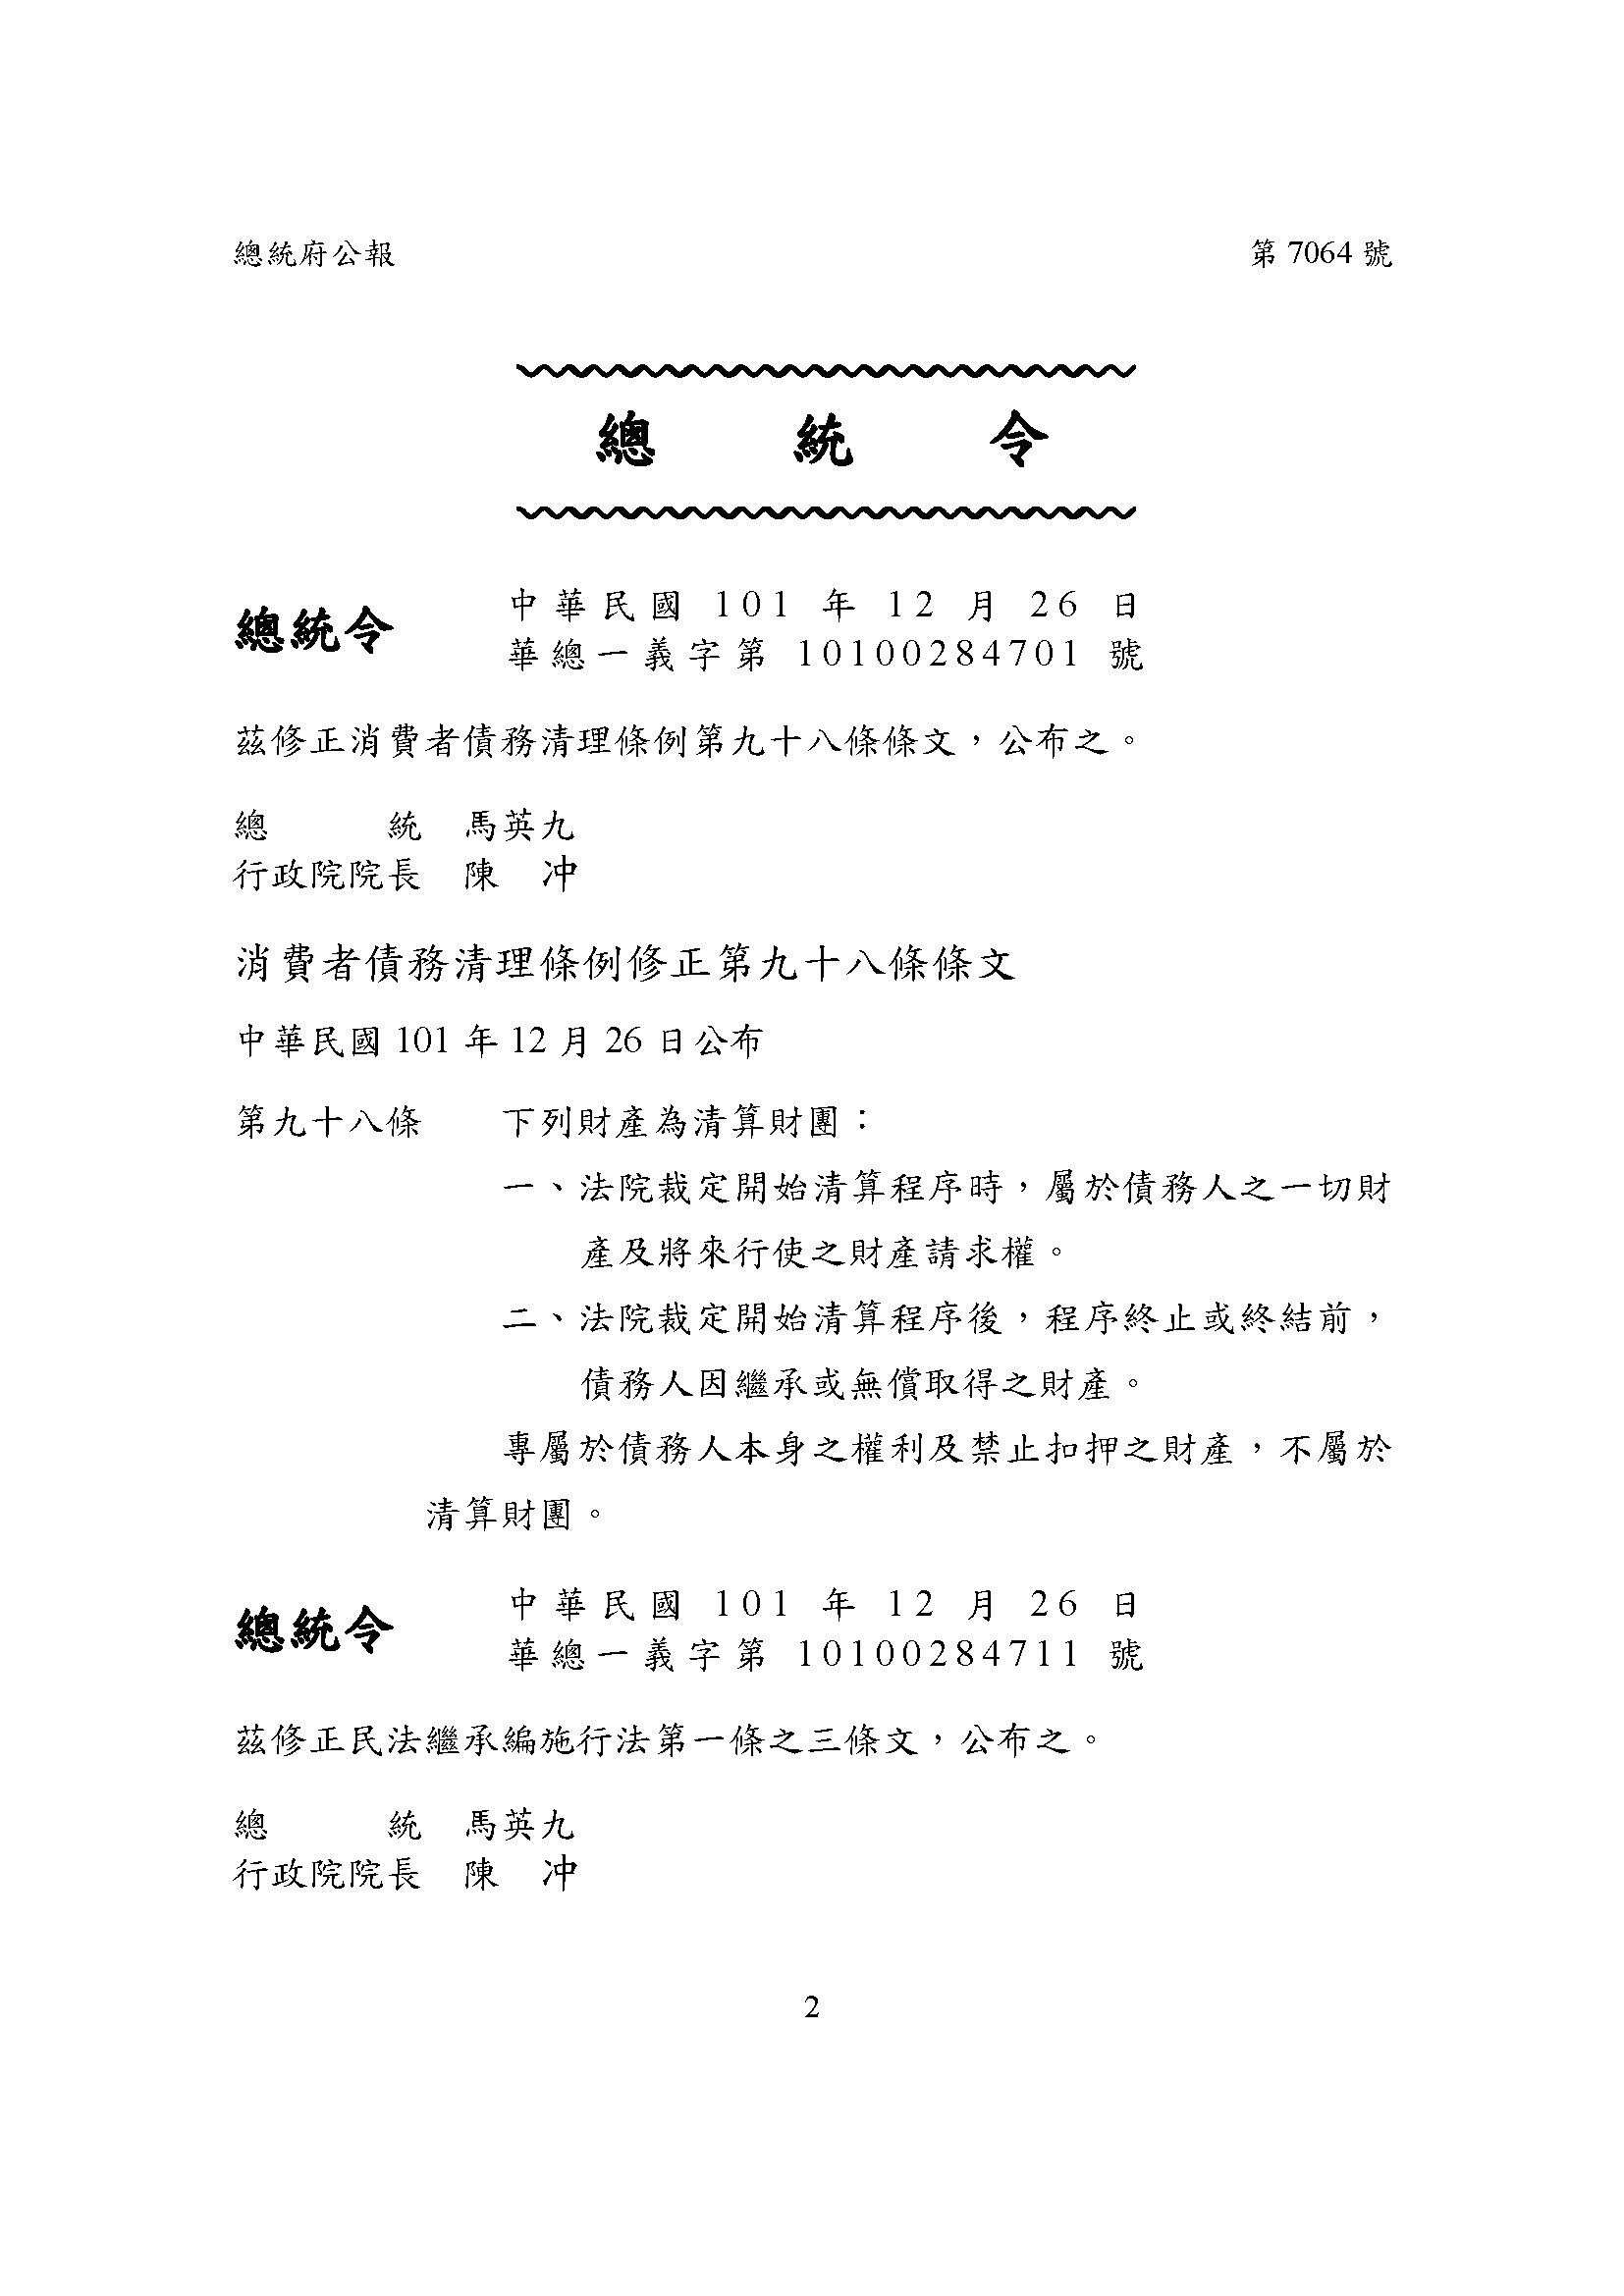 總統府公報 第 7064 號
總 統 令
總統令 中華民國 101 年 12 月 26 日
華總一義字第 10100284701 號
茲修正消費者債務清理條例第九十八條條文，公布之。
總 統 馬英九
行政院院長 陳 冲
消費者債務清理條例修正第九十八條條文
中華民國 101 年 12 月 26 日公布
第九十八條 下列財產為清算財團：
一、法院裁定開始清算程序時，屬於債務人之一切財
產及將來行使之財產請求權。
二、法院裁定開始清算程序後，程序終止或終結前，
債務人因繼承或無償取得之財產。
專屬於債務人本身之權利及禁止扣押之財產，不屬於
清算財團。
總統令 中華民國 101 年 12 月 26 日
華總一義字第 10100284711 號
茲修正民法繼承編施行法第一條之三條文，公布之。
總 統 馬英九
行政院院長 陳 冲
2